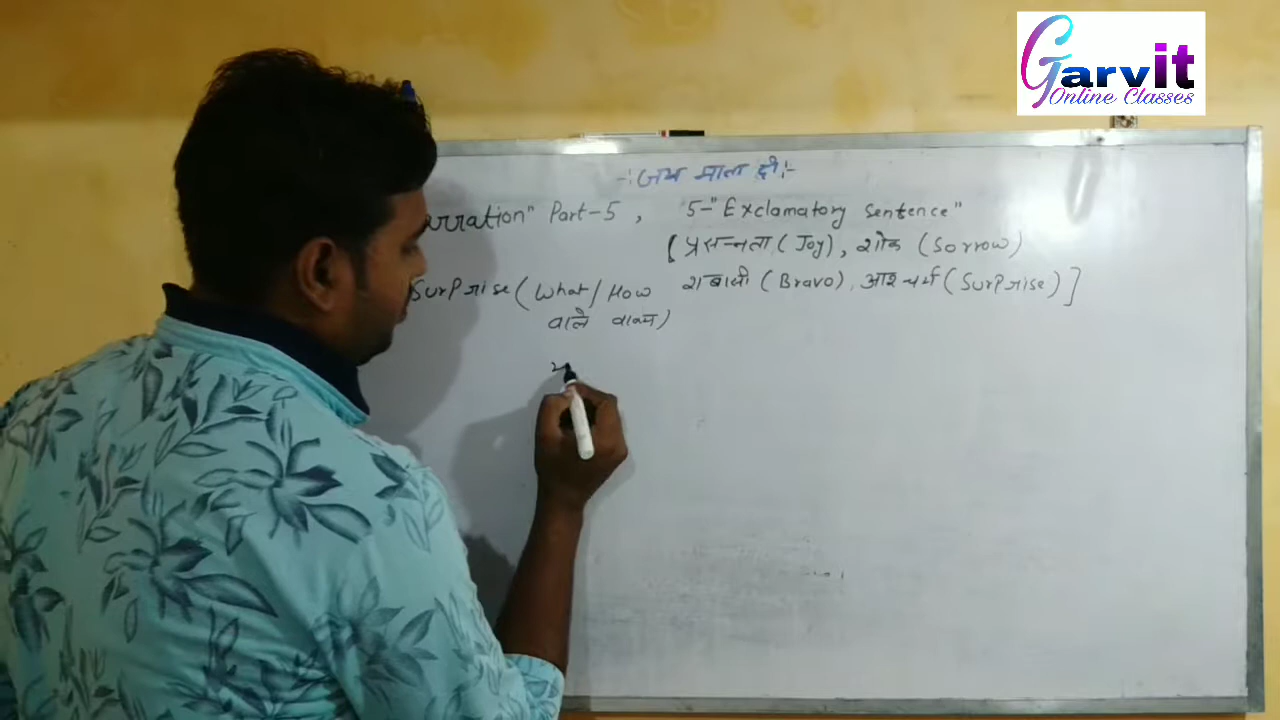 Garvit
Online Classes
-:जय माता दी:-
urration" Part-5, 5-"Exclamatory Sentence"
[प्रसन्नता (Joy), शोक (Sorrow)
Surprise (What/How शाबाशी (Bravo), आश्चर्य (Surprise)]
वाले वाक्य)